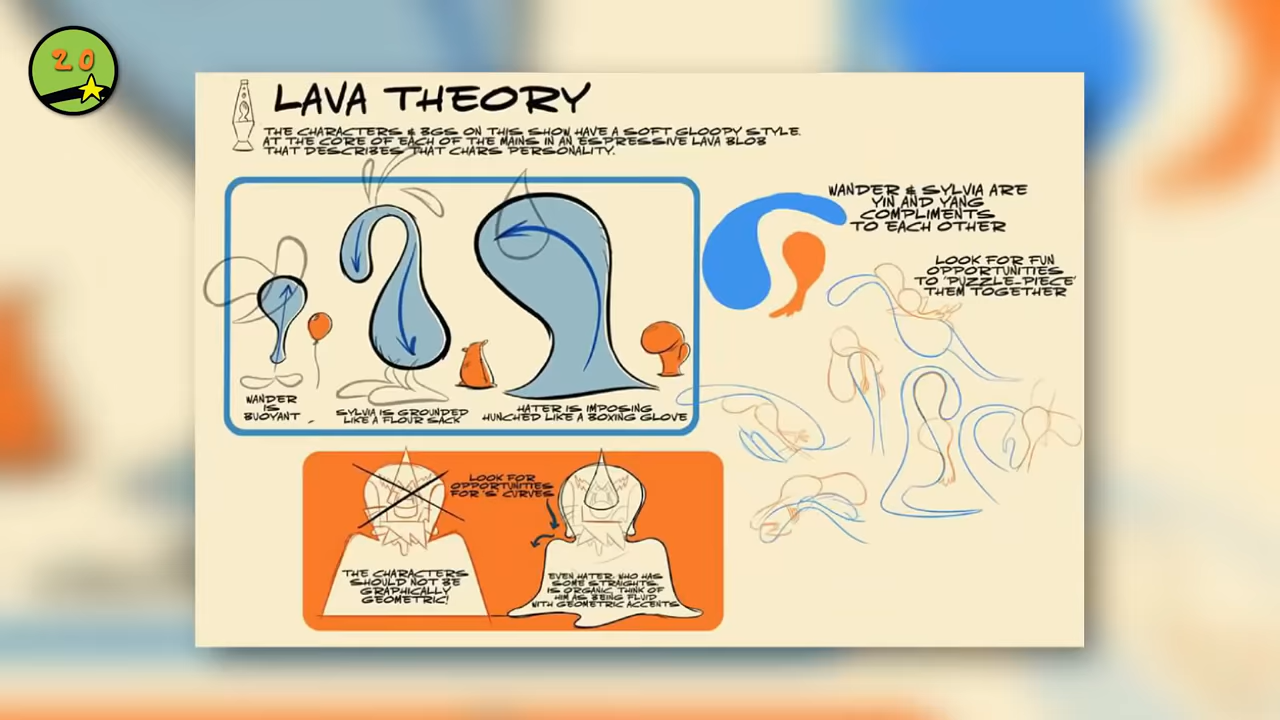 20
LAVA THEORY
THE CHARACTERS & BGS ON THIS SHOW HAVE A SOFT GLOOPY STYLE.
AT THE CORE OF EACH OF THE MAINS IN AN ESPRESSIVE LAVA BLOB
THAT DESCRIBES THAT CHARS PERSONALITY.
WANDER
IS
BUOYANT
SYLVIA IS GROUNDED
LIKE A FLOUR SACK
HATER IS IMPOSING
HUNCHED LIKE A BOXING GLOVE
WANDER & SYLVIA ARE
YIN AND YANG
COMPLIMENTS
TO EACH OTHER
LOOK FOR FUN
OPPORTUNITIES
TO 'PUZZLE-PIECE'
THEM TOGETHER
LOOK FOR
OPPORTUNITIES
FOR 'S' CURVES
THE CHARACTERS
SHOULD NOT BE
GRAPHICALLY
GEOMETRIC!
EVEN HATER, WHO HAS
SOME STRAIGHTS,
IS ORGANIC, THINK OF
HIM AS BEING FLUID
WITH GEOMETRIC ACCENTS